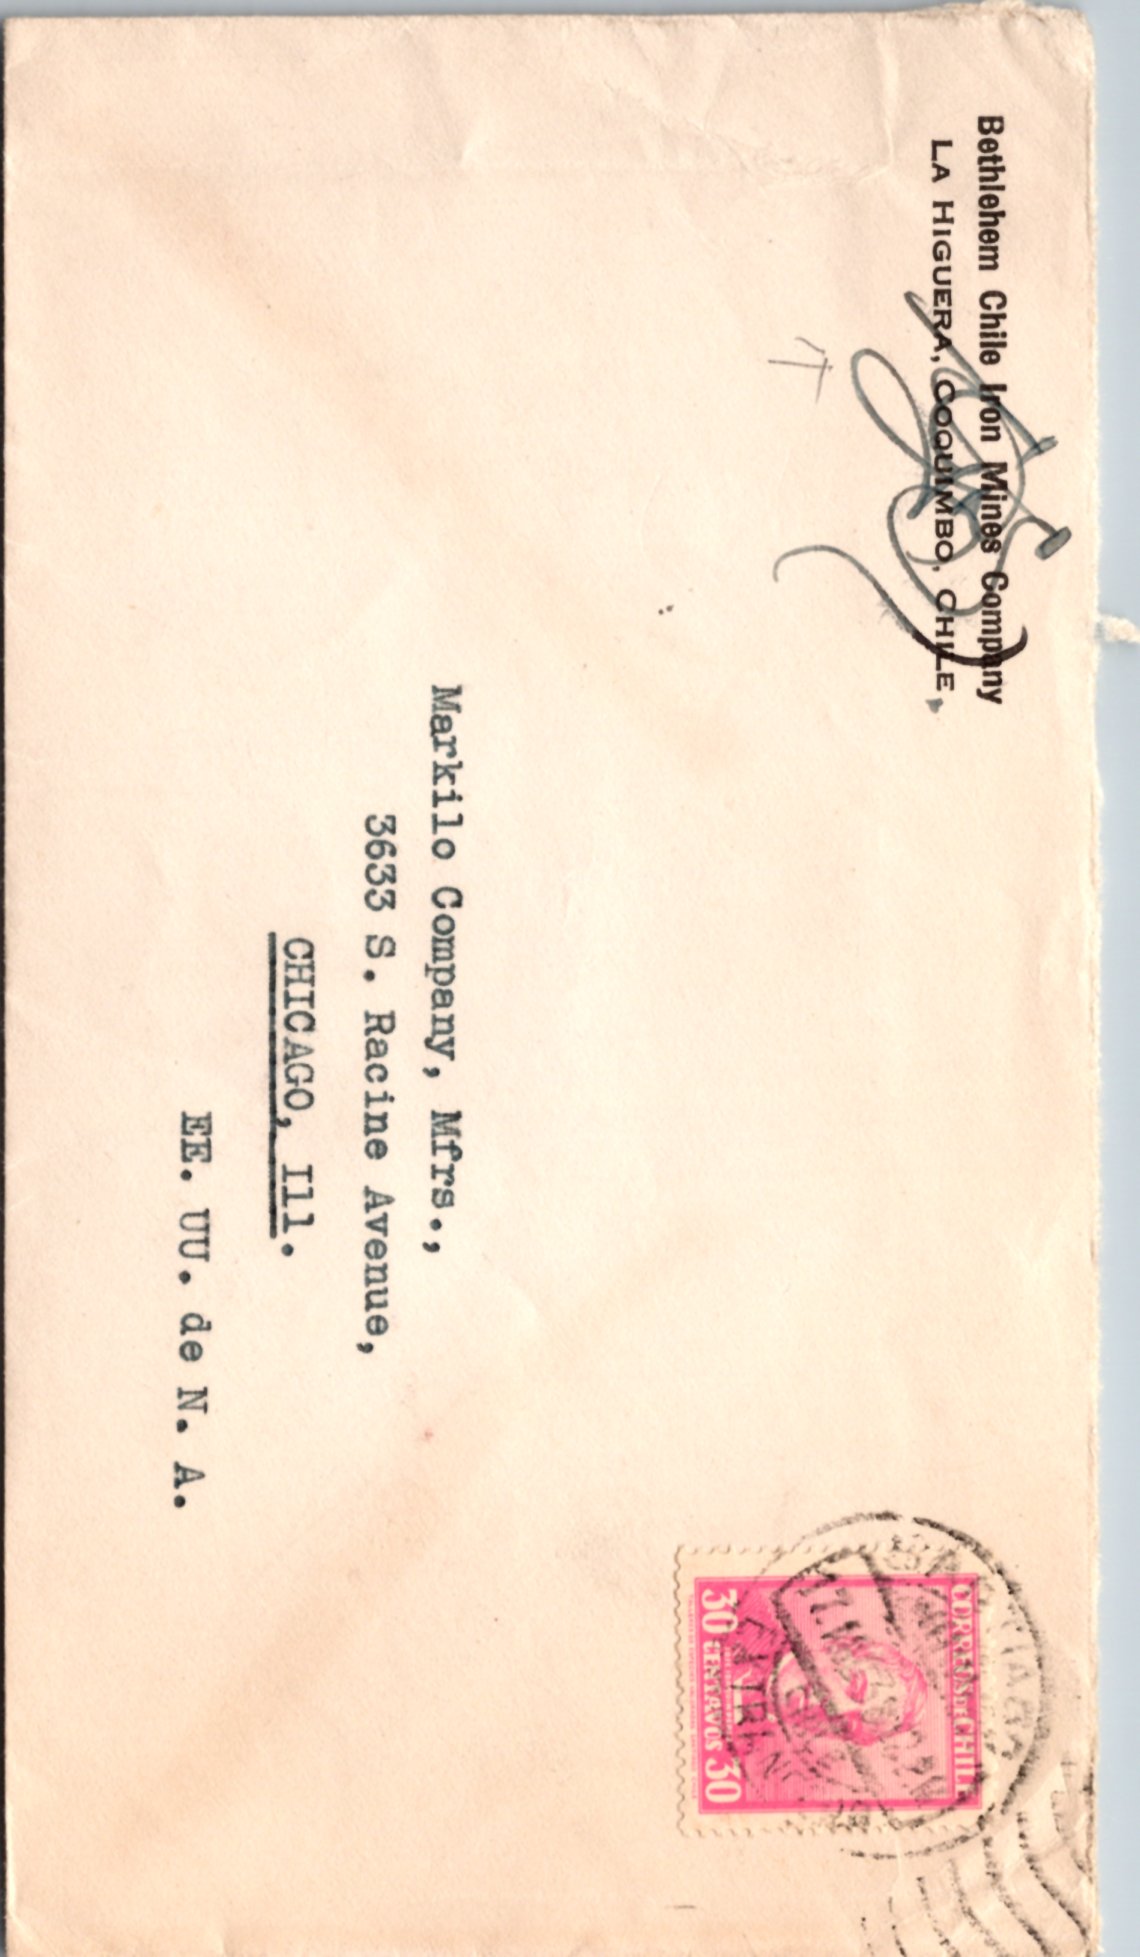 Bethlehem Chile Iron Mines Company
LA HIGUERA, COQUIMBO, CHILE,
CORREOS DE CHILE
30 CENTAVOS 30
Markilo Company, Mfrs.,
3633 S. Racine Avenue,
CHICAGO, Ill.
EE. UU. de N. A.